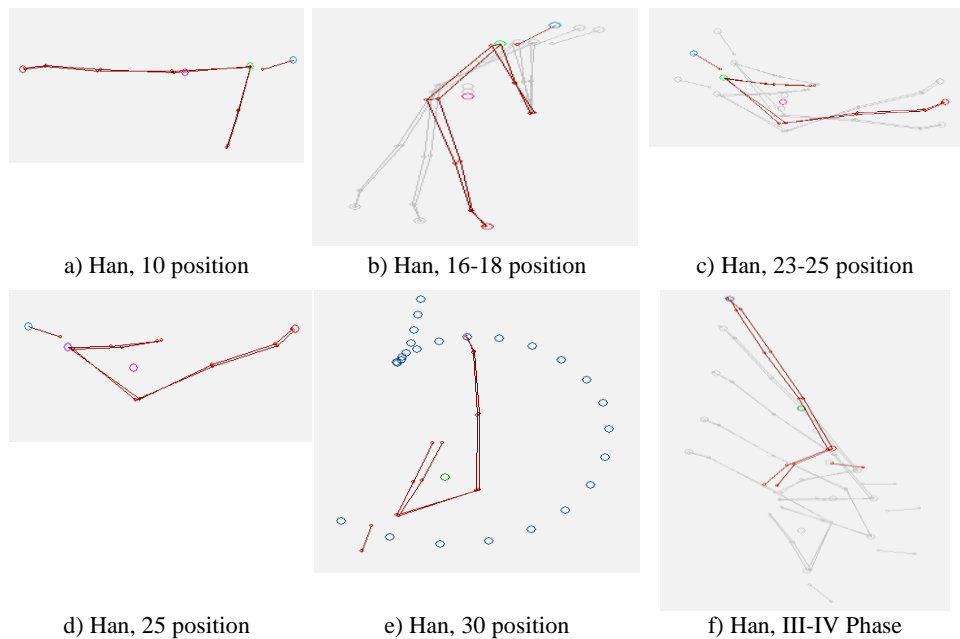 a) Han, 10 position
b) Han, 16-18 position
c) Han, 23-25 position
d) Han, 25 position
e) Han, 30 position
f) Han, III-IV Phase